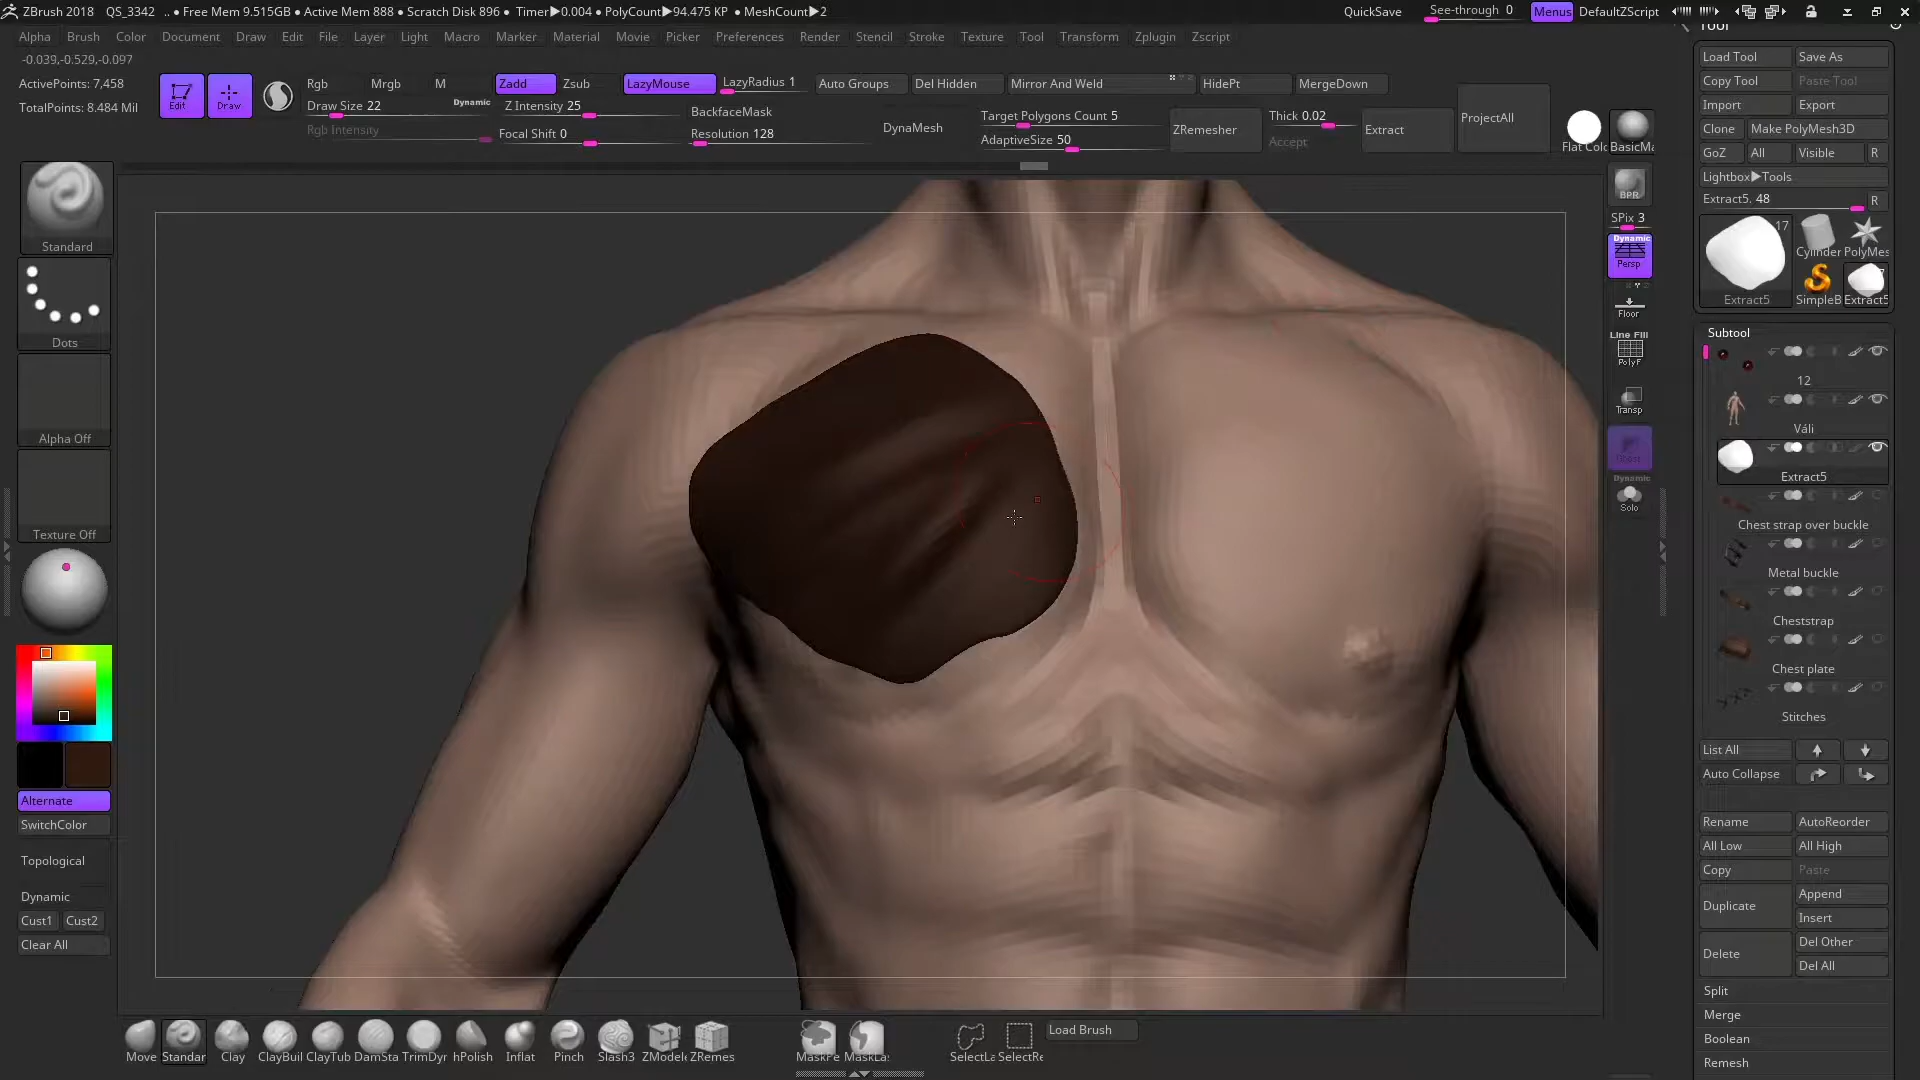 ZBrush 2018 QS_3342 .. • Free Mem 9.515GB • Active Mem 888 • Scratch Disk 896 • Timer▶0.004 • PolyCount▶94.475 KP • MeshCount▶2 QuickSave See-through 0 Menus DefaultZScript
Alpha Brush Color Document Draw Edit File Layer Light Macro Marker Material Movie Picker Preferences Render Stencil Stroke Texture Tool Transform Zplugin Zscript
-0.039,-0.529,-0.097
ActivePoints: 7,458
TotalPoints: 8.484 Mil
Edit
Draw
Rgb Mrgb M Zadd Zsub LazyMouse LazyRadius 1 Auto Groups Del Hidden Mirror And Weld HidePt MergeDown
Draw Size 22 Dynamic Z Intensity 25 BackfaceMask
Rgb Intensity Focal Shift 0 Resolution 128
DynaMesh
Target Polygons Count 5
AdaptiveSize 50
ZRemesher
Thick 0.02
Accept
Extract
ProjectAll
Flat Colo BasicMa
Standard
Dots
Alpha Off
Texture Off
Alternate
SwitchColor
Topological
Dynamic
Cust1 Cust2
Clear All
BPR
SPix 3
Dynamic
Persp
Floor
Line Fill
PolyF
Transp
Ghost
Dynamic
Solo
Tool
Load Tool Save As
Copy Tool Paste Tool
Import Export
Clone Make PolyMesh3D
GoZ All Visible R
Lightbox▶Tools
Extract5. 48 R
17
Cylinder PolyMes
Extract5 SimpleB Extract5
Subtool
12
Váli
Extract5
Chest strap over buckle
Metal buckle
Cheststrap
Chest plate
Stitches
List All
Auto Collapse
Rename AutoReorder
All Low All High
Copy Paste
Duplicate Append
Insert
Delete Del Other
Del All
Split
Merge
Boolean
Remesh
Move Standar Clay ClayBuil ClayTub DamSta TrimDyr hPolish Inflat Pinch Slash3 ZModele ZRemes MaskPe MaskLa: SelectLa SelectRe Load Brush